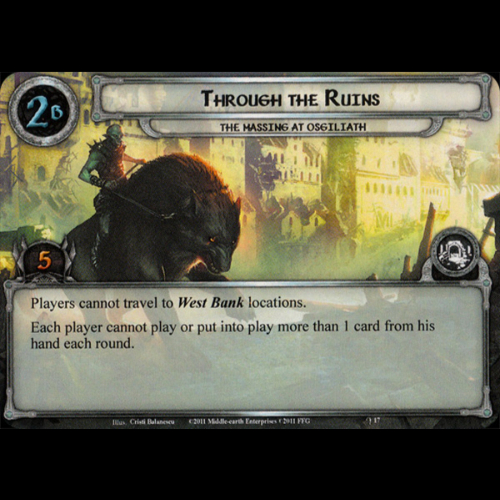 2B
THROUGH THE RUINS
THE MASSING AT OSGILIATH
5
Players cannot travel to West Bank locations.
Each player cannot play or put into play more than 1 card from his
hand each round.
Illus. Cristi Balanescu ©2011 Middle-earth Enterprises ©2011 FFG 17